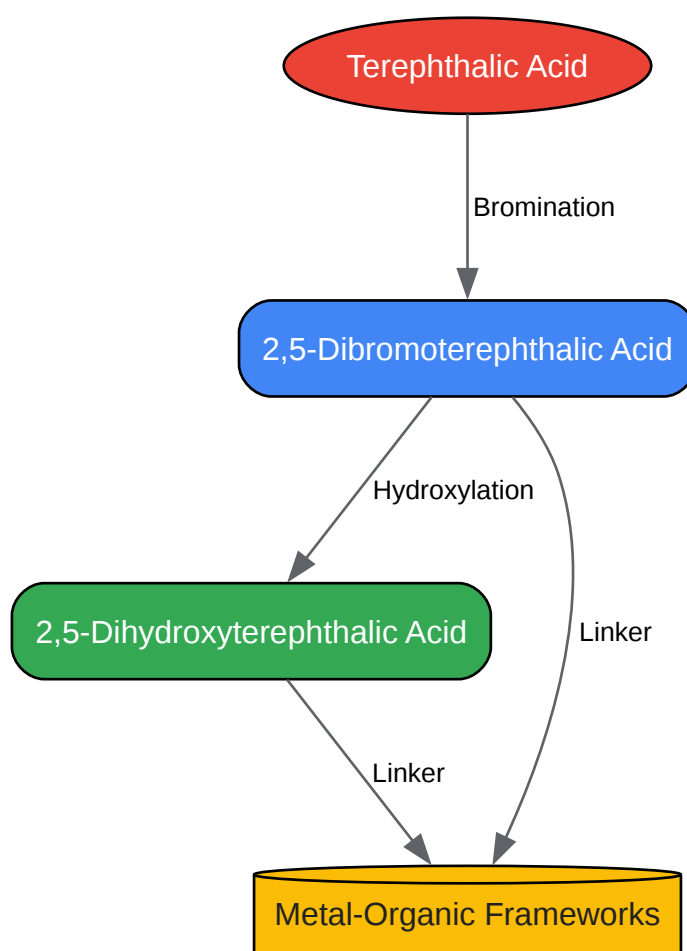 Terephthalic Acid
Bromination
2,5-Dibromoterephthalic Acid
Hydroxylation
2,5-Dihydroxyterephthalic Acid
Linker
Linker
Metal-Organic Frameworks